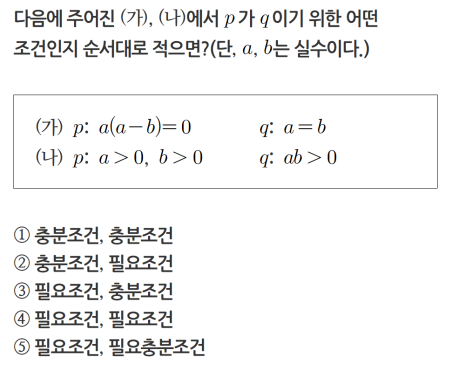 다음에 주어진 (가), (나)에서 p가 q이기 위한 어떤
조건인지 순서대로 적으면?(단, a, b는 실수이다.)
(가) p: a(a−b)=0 q: a=b
(나) p: a>0, b>0 q: ab>0
① 충분조건, 충분조건
② 충분조건, 필요조건
③ 필요조건, 충분조건
④ 필요조건, 필요조건
⑤ 필요조건, 필요충분조건